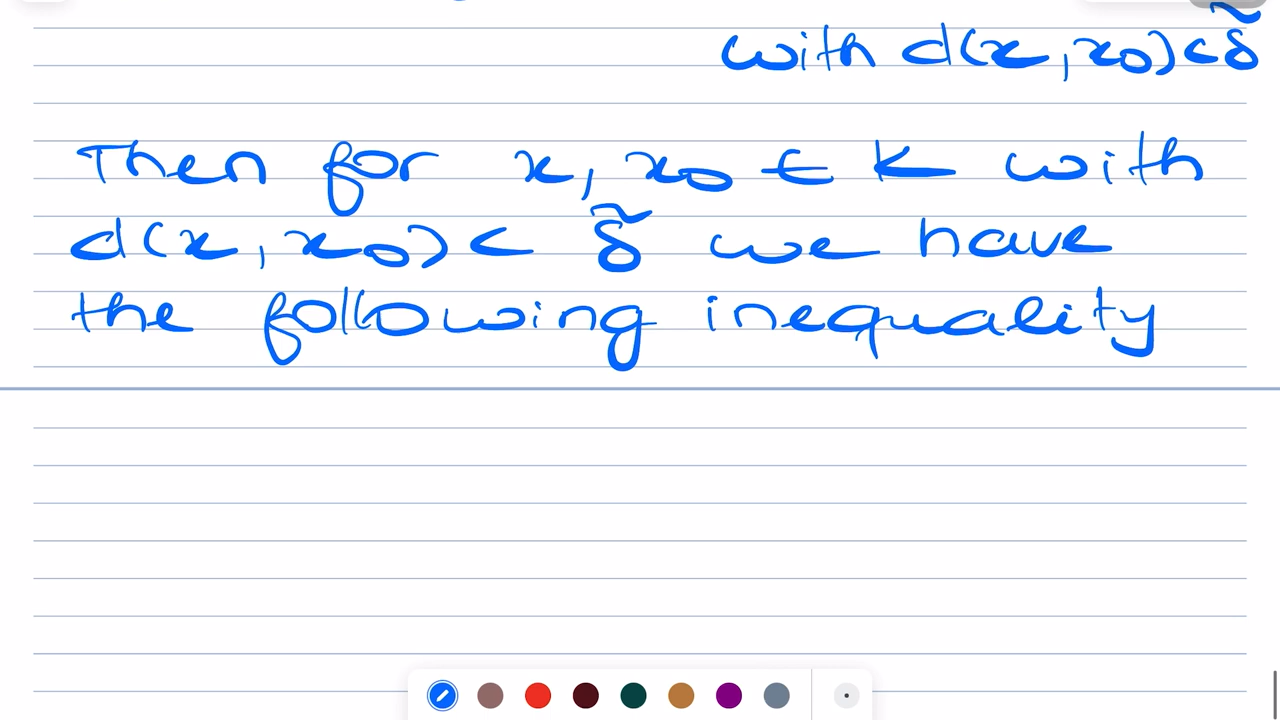 with d(x, x₀) < δ̃
Then for x, x₀ ∈ K with
d(x, x₀) < δ̃ we have
the following inequality